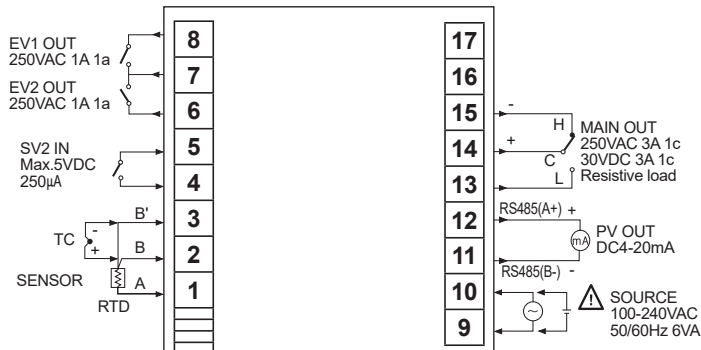 EV1 OUT
250VAC 1A 1a
EV2 OUT
250VAC 1A 1a
SV2 IN
Max.5VDC
250µA
TC
-
+
SENSOR
RTD
B'
B
A
8
7
6
5
4
3
2
1
17
16
15
14
13
12
11
10
9
-
+
H
C
L
MAIN OUT
250VAC 3A 1c
30VDC 3A 1c
Resistive load
RS485(A+) +
mA
PV OUT
DC4-20mA
RS485(B-) -
~
!
SOURCE
100-240VAC
50/60Hz 6VA